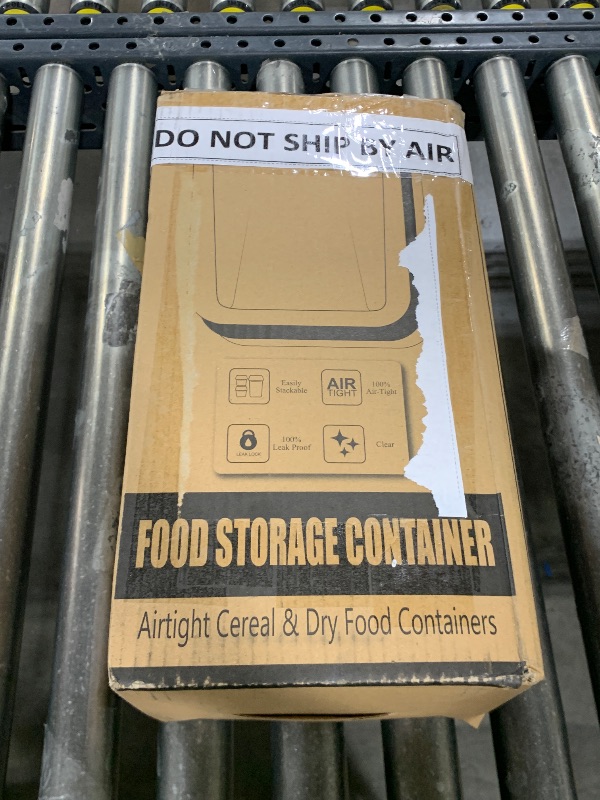 DO NOT SHIP BY AIR
Easily
Stackable
AIR
TIGHT
100%
Air-Tight
LEAK LOCK
100%
Leak Proof
Clear
FOOD STORAGE CONTAINER
Airtight Cereal & Dry Food Containers